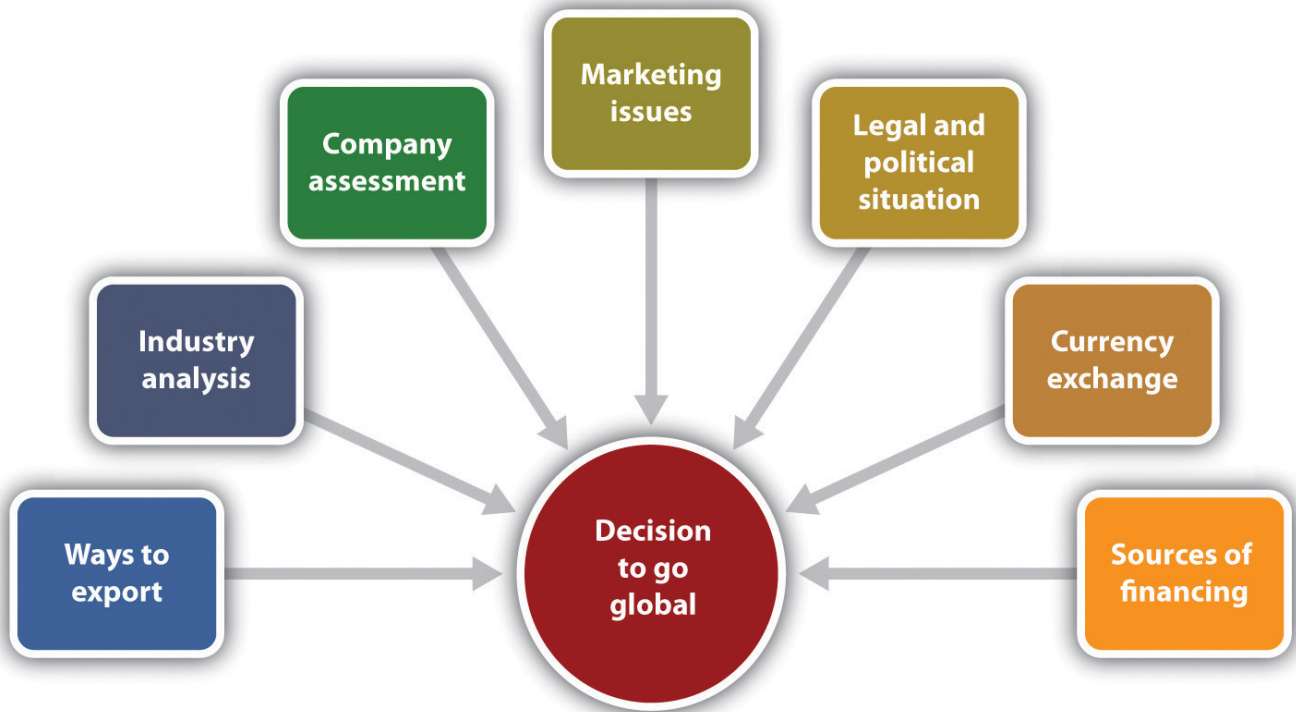 Marketing
issues
Company
assessment
Legal and
political
situation
Industry
analysis
Currency
exchange
Ways to
export
Decision
to go
global
Sources of
financing